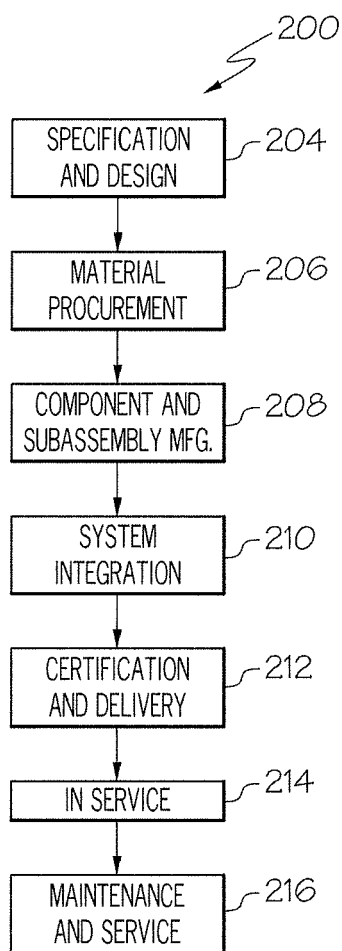 200
SPECIFICATION
AND DESIGN
204
MATERIAL
PROCUREMENT
206
COMPONENT AND
SUBASSEMBLY MFG.
208
SYSTEM
INTEGRATION
210
CERTIFICATION
AND DELIVERY
212
IN SERVICE
214
MAINTENANCE
AND SERVICE
216